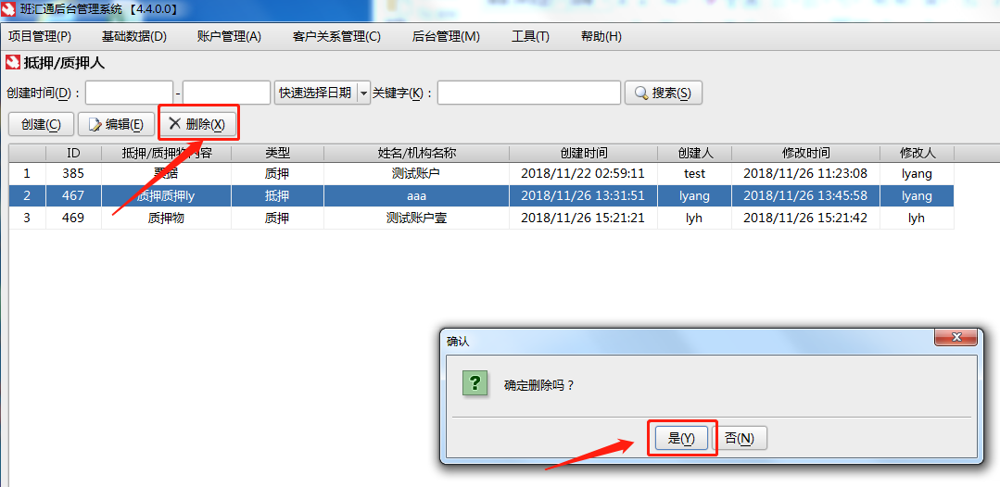 班汇通后台管理系统 【4.4.0.0】
项目管理(P) 基础数据(D) 账户管理(A) 客户关系管理(C) 后台管理(M) 工具(T) 帮助(H)
抵押/质押人
创建时间(D)： - 快速选择日期 关键字(K)： 搜索(S)
创建(C) 编辑(E) 删除(X)
ID 抵押/质押物内容 类型 姓名/机构名称 创建时间 创建人 修改时间 修改人
1 385 票据 质押 测试账户 2018/11/22 02:59:11 test 2018/11/26 11:23:08 lyang
2 467 质押质押ly 抵押 aaa 2018/11/26 13:31:51 lyang 2018/11/26 13:45:58 lyang
3 469 质押物 质押 测试账户壹 2018/11/26 15:21:21 lyh 2018/11/26 15:21:42 lyh
确认
确定删除吗？
是(Y) 否(N)